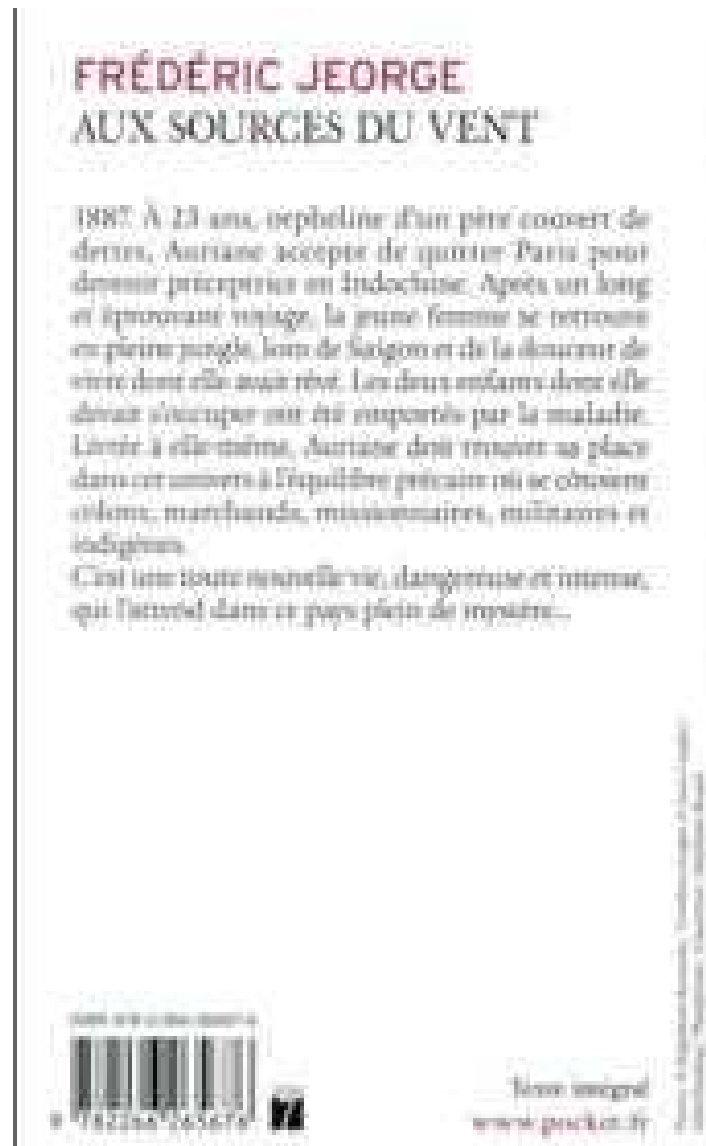 FRÉDÉRIC JEORGE
AUX SOURCES DU VENT
1887. À 23 ans, orpheline d'un père couvert de
dettes, Auriane accepte de quitter Paris pour
devenir préceptrice en Indochine. Après un long
et éprouvant voyage, la jeune femme se retrouve
en pleine jungle, loin de Saigon et de la douceur de
vivre dont elle avait rêvé. Les deux enfants dont elle
devait s'occuper ont été emportés par la maladie.
Livrée à elle-même, Auriane doit trouver sa place
dans cet univers à l'équilibre précaire où se côtoient
colons, marchands, missionnaires, militaires et
indigènes.
C'est une toute nouvelle vie, dangereuse et intense,
qui l'attend dans ce pays plein de mystère...
Texte intégral
www.pocket.fr